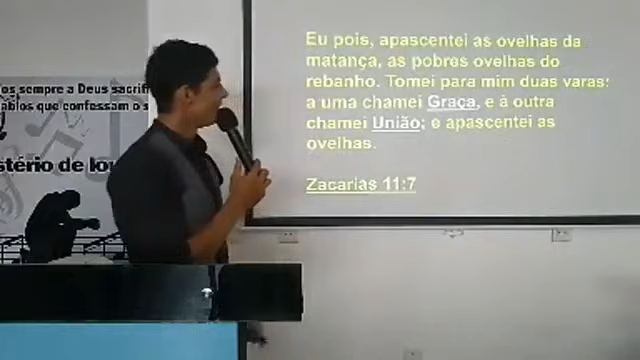 os sempre a Deus sacrif
ábios que confessam o s
stério de lou
Eu pois, apascentei as ovelhas da
matança, as pobres ovelhas do
rebanho. Tomei para mim duas varas:
a uma chamei Graça, e à outra
chamei União; e apascentei as
ovelhas.
Zacarias 11:7